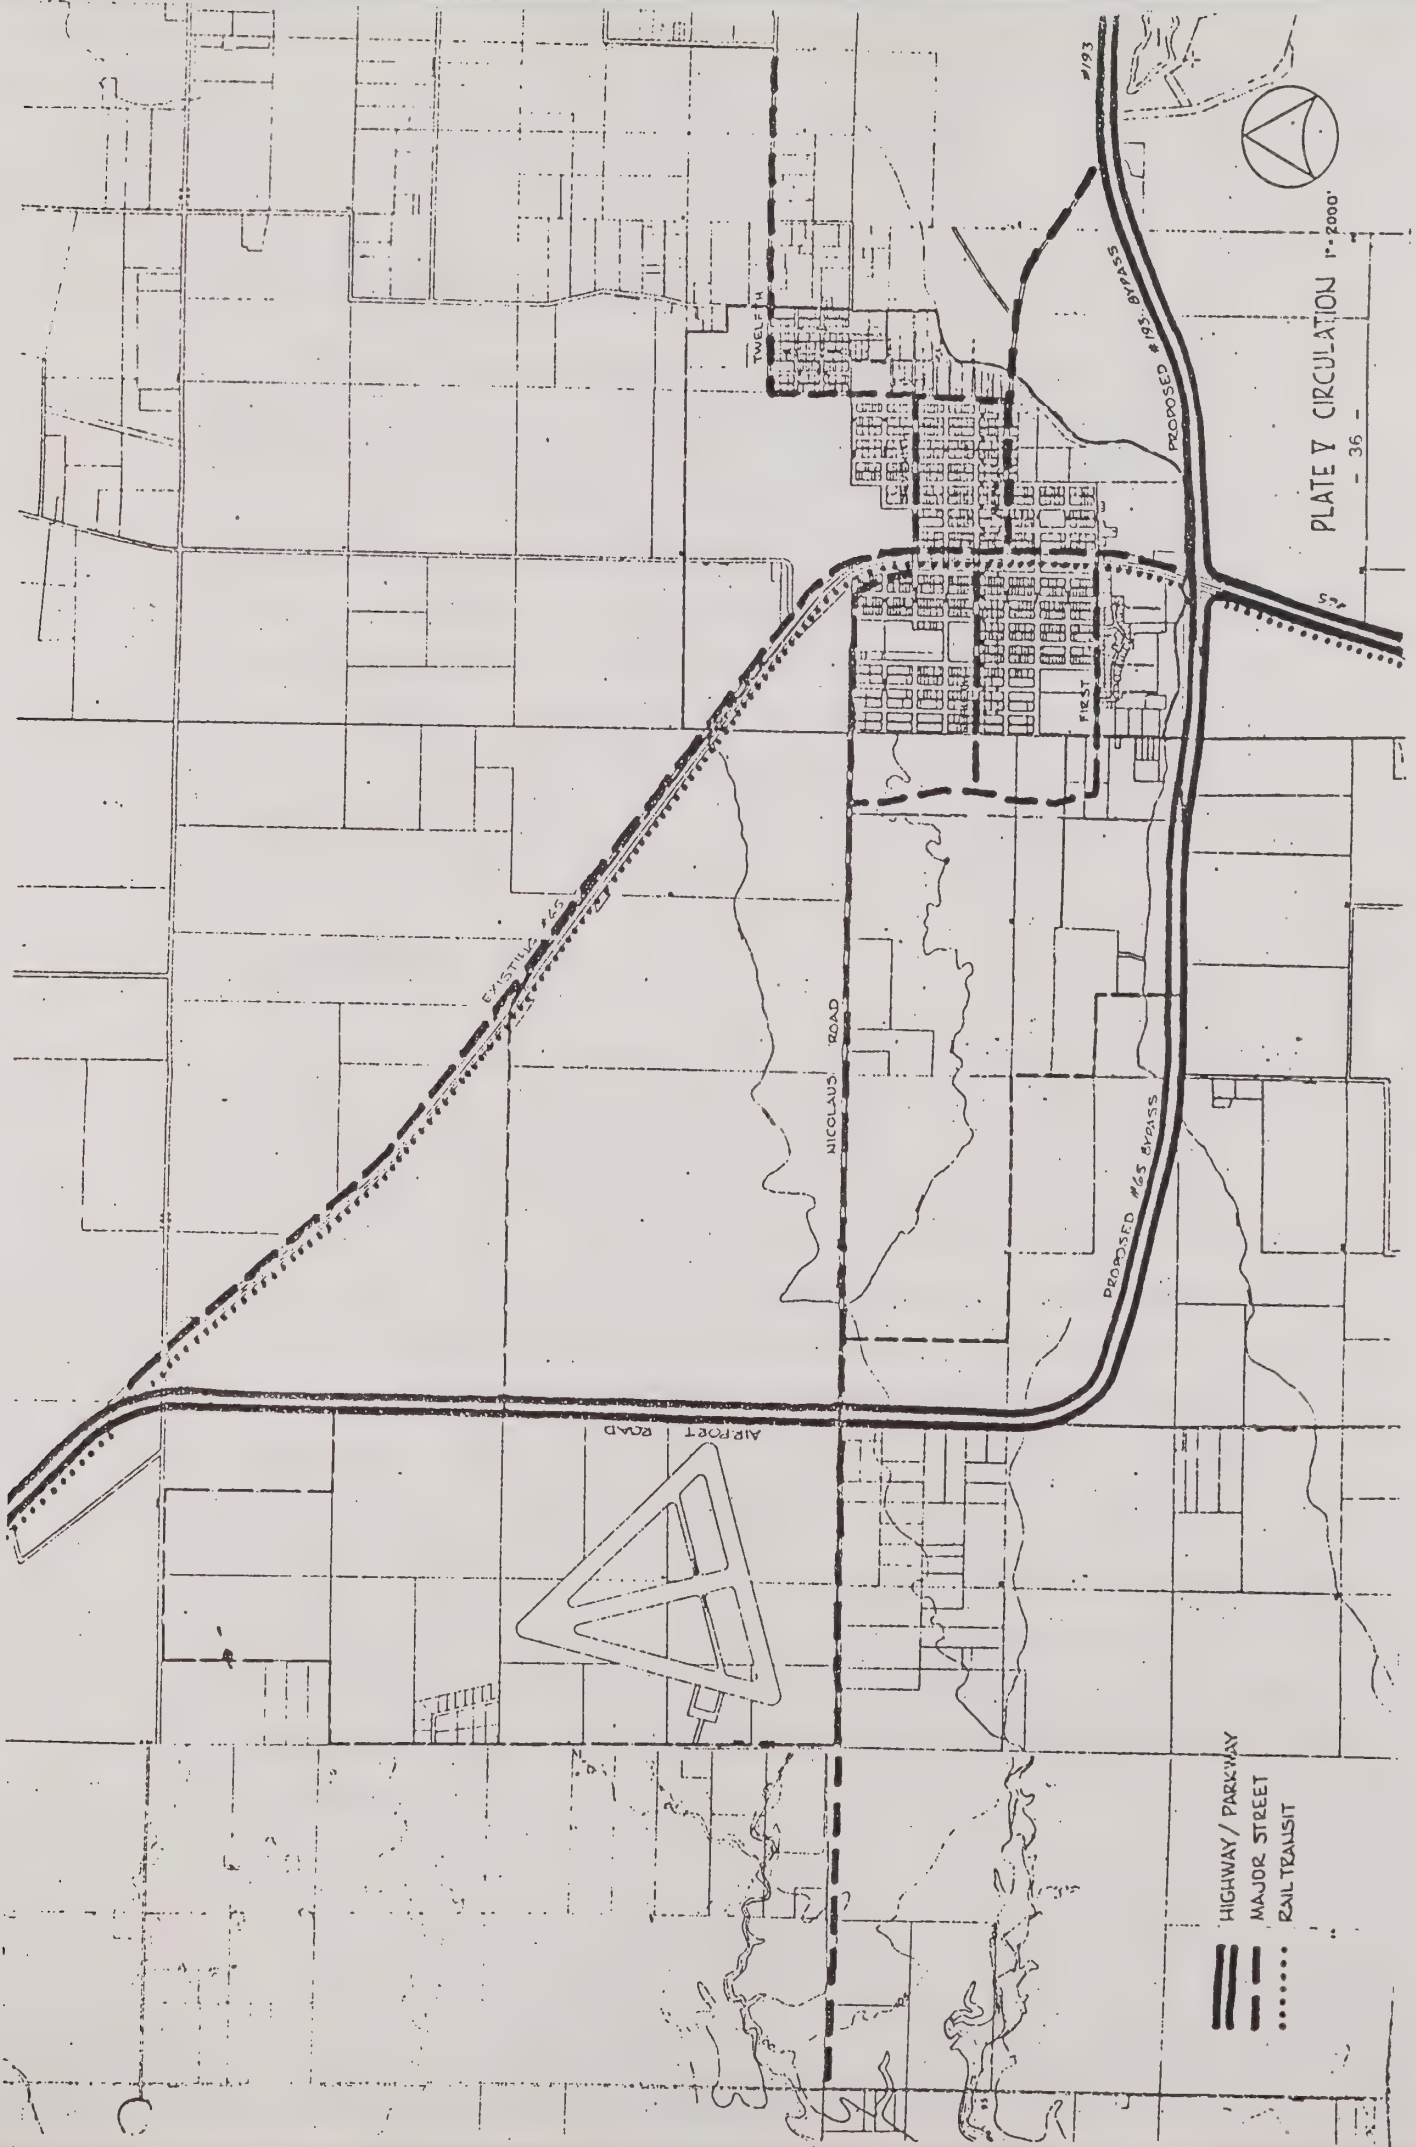 #193
PROPOSED #193 BYPASS
TWELFTH
FIRST
EXISTING #65
NICOLAUS ROAD
PROPOSED #65 BYPASS
AIRPORT ROAD
HIGHWAY / PARKWAY
MAJOR STREET
RAIL TRANSIT
PLATE V CIRCULATION 1"=2000'
- 36 -